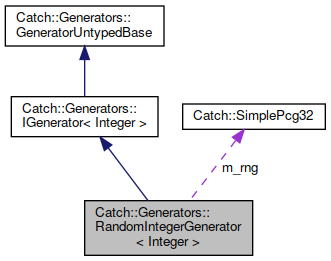 Catch::Generators::
GeneratorUntypedBase
Catch::Generators::
IGenerator< Integer >
Catch::SimplePcg32
m_rng
Catch::Generators::
RandomIntegerGenerator
< Integer >